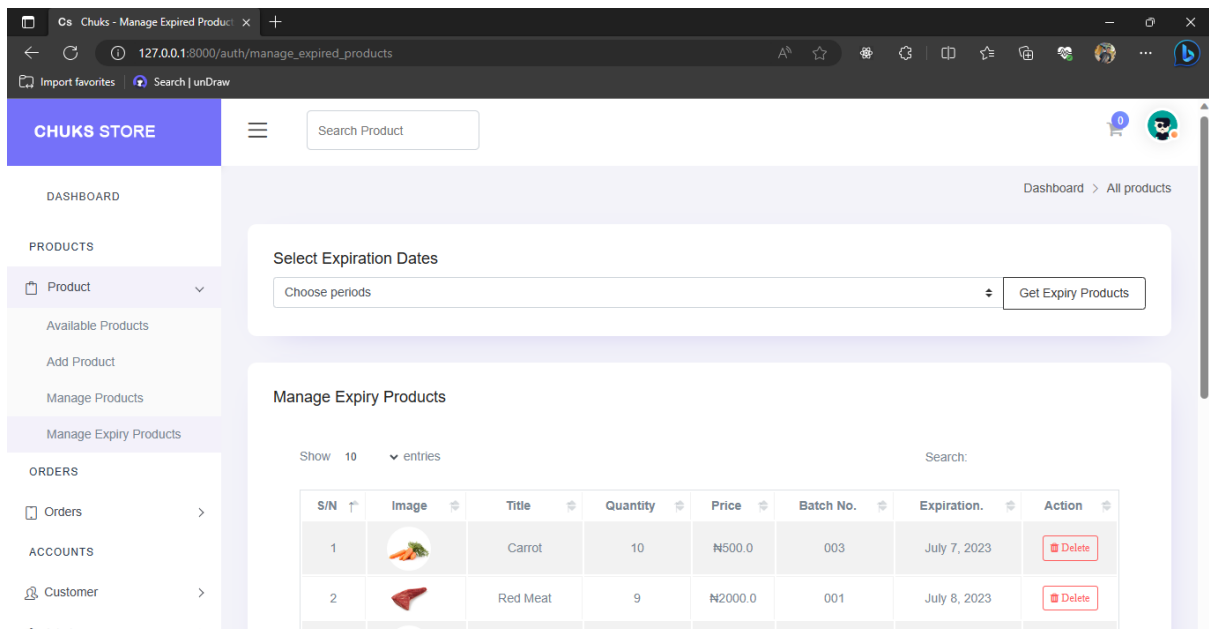 Cs Chuks - Manage Expired Product
127.0.0.1:8000/auth/manage_expired_products
Import favorites Search | unDraw
CHUKS STORE
Search Product
0
DASHBOARD
Dashboard > All products
PRODUCTS
Product
Available Products
Add Product
Manage Products
Manage Expiry Products
ORDERS
Orders
ACCOUNTS
Customer
Select Expiration Dates
Choose periods
Get Expiry Products
Manage Expiry Products
Show 10 entries
Search:
S/N Image Title Quantity Price Batch No. Expiration. Action
1 Carrot 10 ₦500.0 003 July 7, 2023 Delete
2 Red Meat 9 ₦2000.0 001 July 8, 2023 Delete